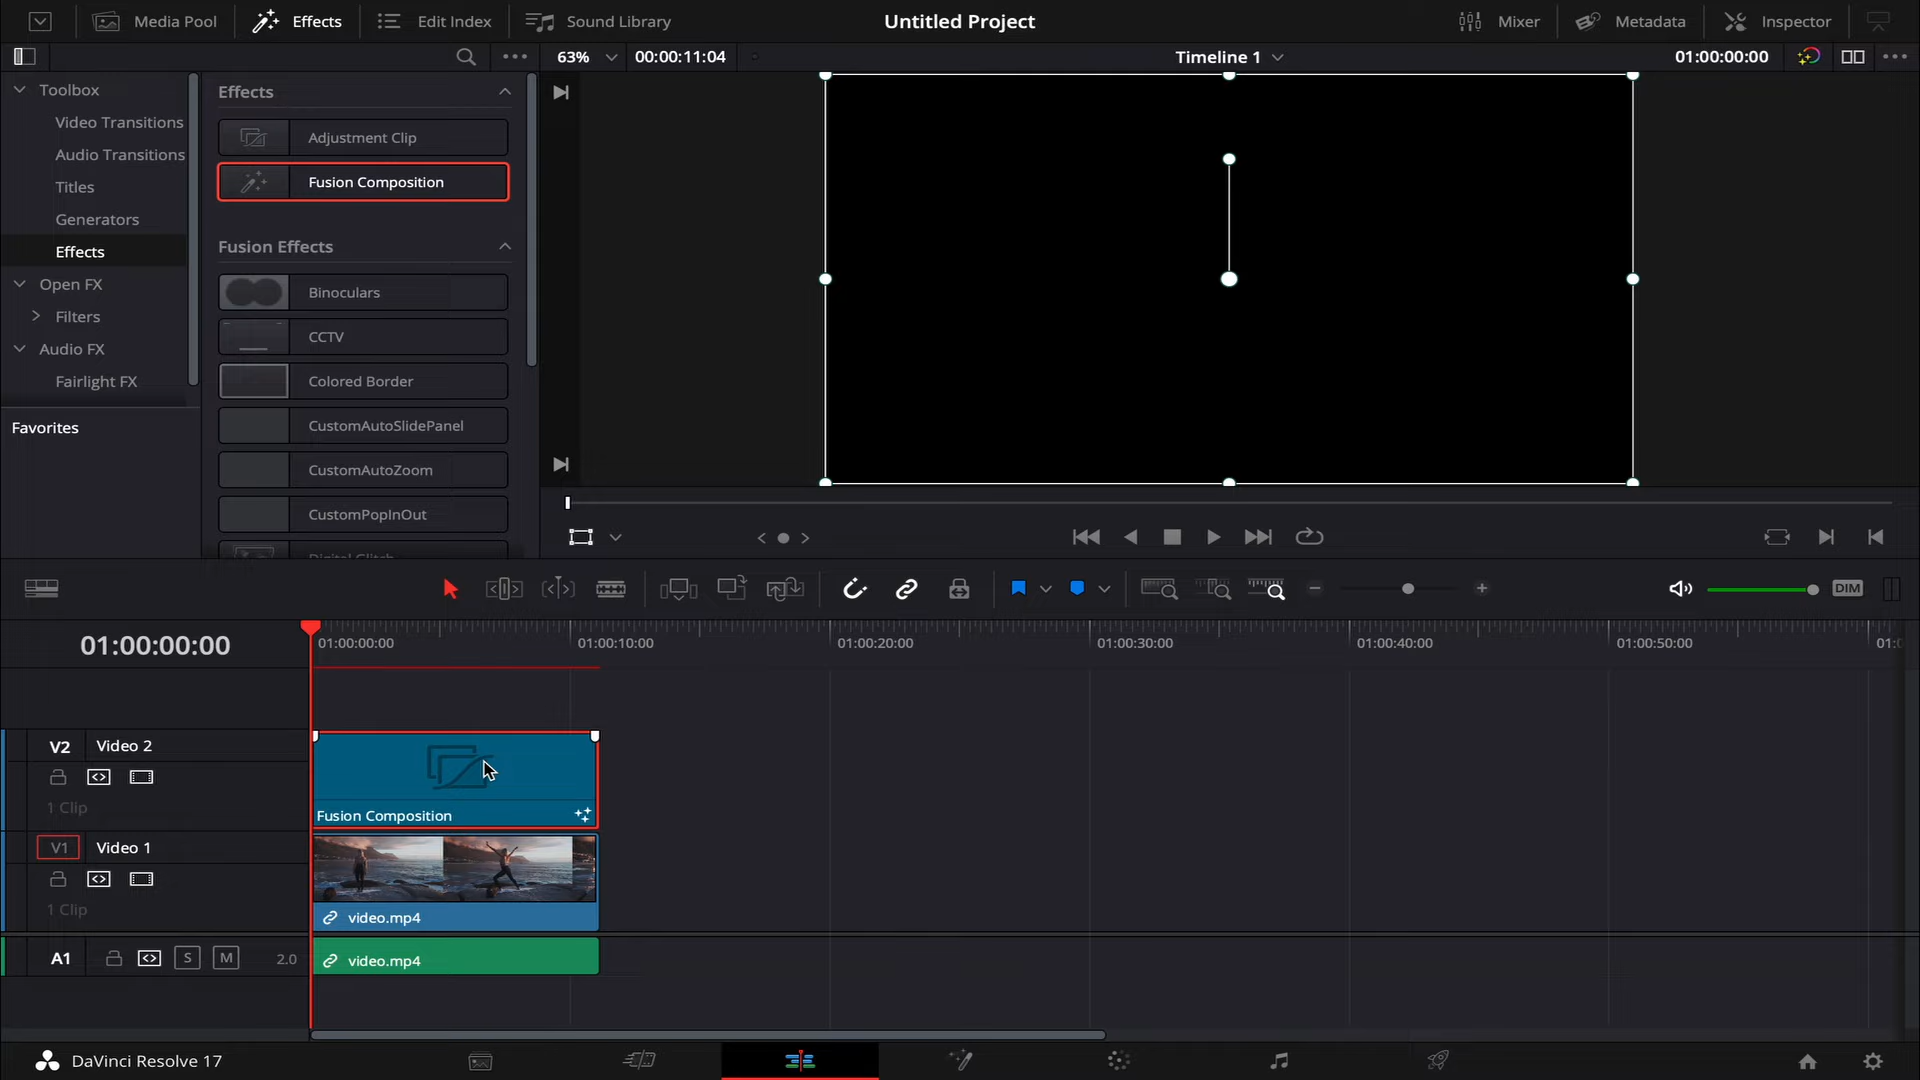 Media Pool
Effects
Edit Index
Sound Library
Untitled Project
Mixer
Metadata
Inspector
63%
00:00:11:04
Timeline 1
01:00:00:00
Toolbox
Video Transitions
Audio Transitions
Titles
Generators
Effects
Open FX
Filters
Audio FX
Fairlight FX
Favorites
Effects
Adjustment Clip
Fusion Composition
Fusion Effects
Binoculars
CCTV
Colored Border
CustomAutoSlidePanel
CustomAutoZoom
CustomPopInOut
Digital Glitch
DIM
01:00:00:00
01:00:00:00
01:00:10:00
01:00:20:00
01:00:30:00
01:00:40:00
01:00:50:00
01:0
V2
Video 2
1 Clip
Fusion Composition
V1
Video 1
1 Clip
video.mp4
A1
S
M
2.0
video.mp4
DaVinci Resolve 17